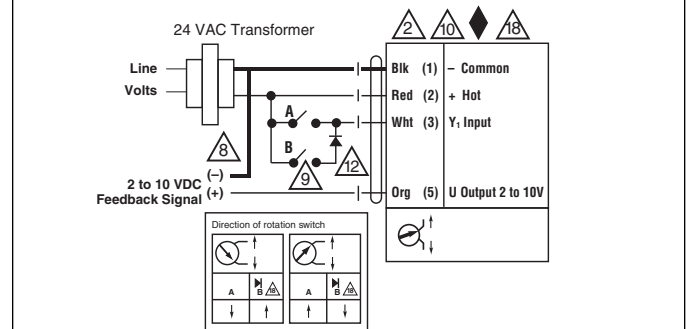 24 VAC Transformer
Line
Volts
2
10
18
Blk (1) – Common
Red (2) + Hot
Wht (3) Y₁ Input
A
B
8
9
12
2 to 10 VDC
Feedback Signal
(–)
(+)
Org (5) U Output 2 to 10V
Direction of rotation switch
A B 18 A B 18